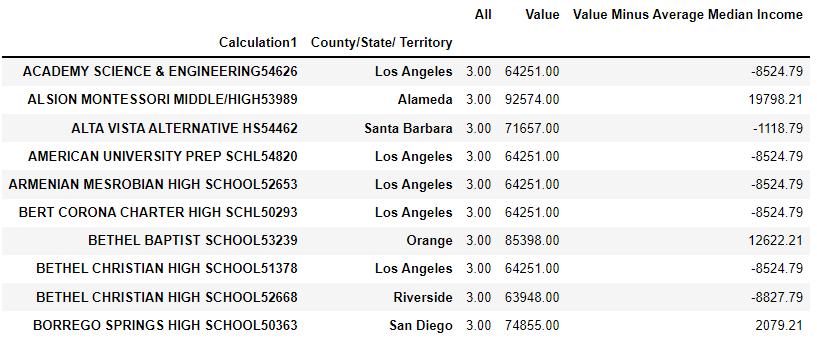 All Value Value Minus Average Median Income
Calculation1 County/State/ Territory
ACADEMY SCIENCE & ENGINEERING54626 Los Angeles 3.00 64251.00 -8524.79
ALSION MONTESSORI MIDDLE/HIGH53989 Alameda 3.00 92574.00 19798.21
ALTA VISTA ALTERNATIVE HS54462 Santa Barbara 3.00 71657.00 -1118.79
AMERICAN UNIVERSITY PREP SCHL54820 Los Angeles 3.00 64251.00 -8524.79
ARMENIAN MESROBIAN HIGH SCHOOL52653 Los Angeles 3.00 64251.00 -8524.79
BERT CORONA CHARTER HIGH SCHL50293 Los Angeles 3.00 64251.00 -8524.79
BETHEL BAPTIST SCHOOL53239 Orange 3.00 85398.00 12622.21
BETHEL CHRISTIAN HIGH SCHOOL51378 Los Angeles 3.00 64251.00 -8524.79
BETHEL CHRISTIAN HIGH SCHOOL52668 Riverside 3.00 63948.00 -8827.79
BORREGO SPRINGS HIGH SCHOOL50363 San Diego 3.00 74855.00 2079.21